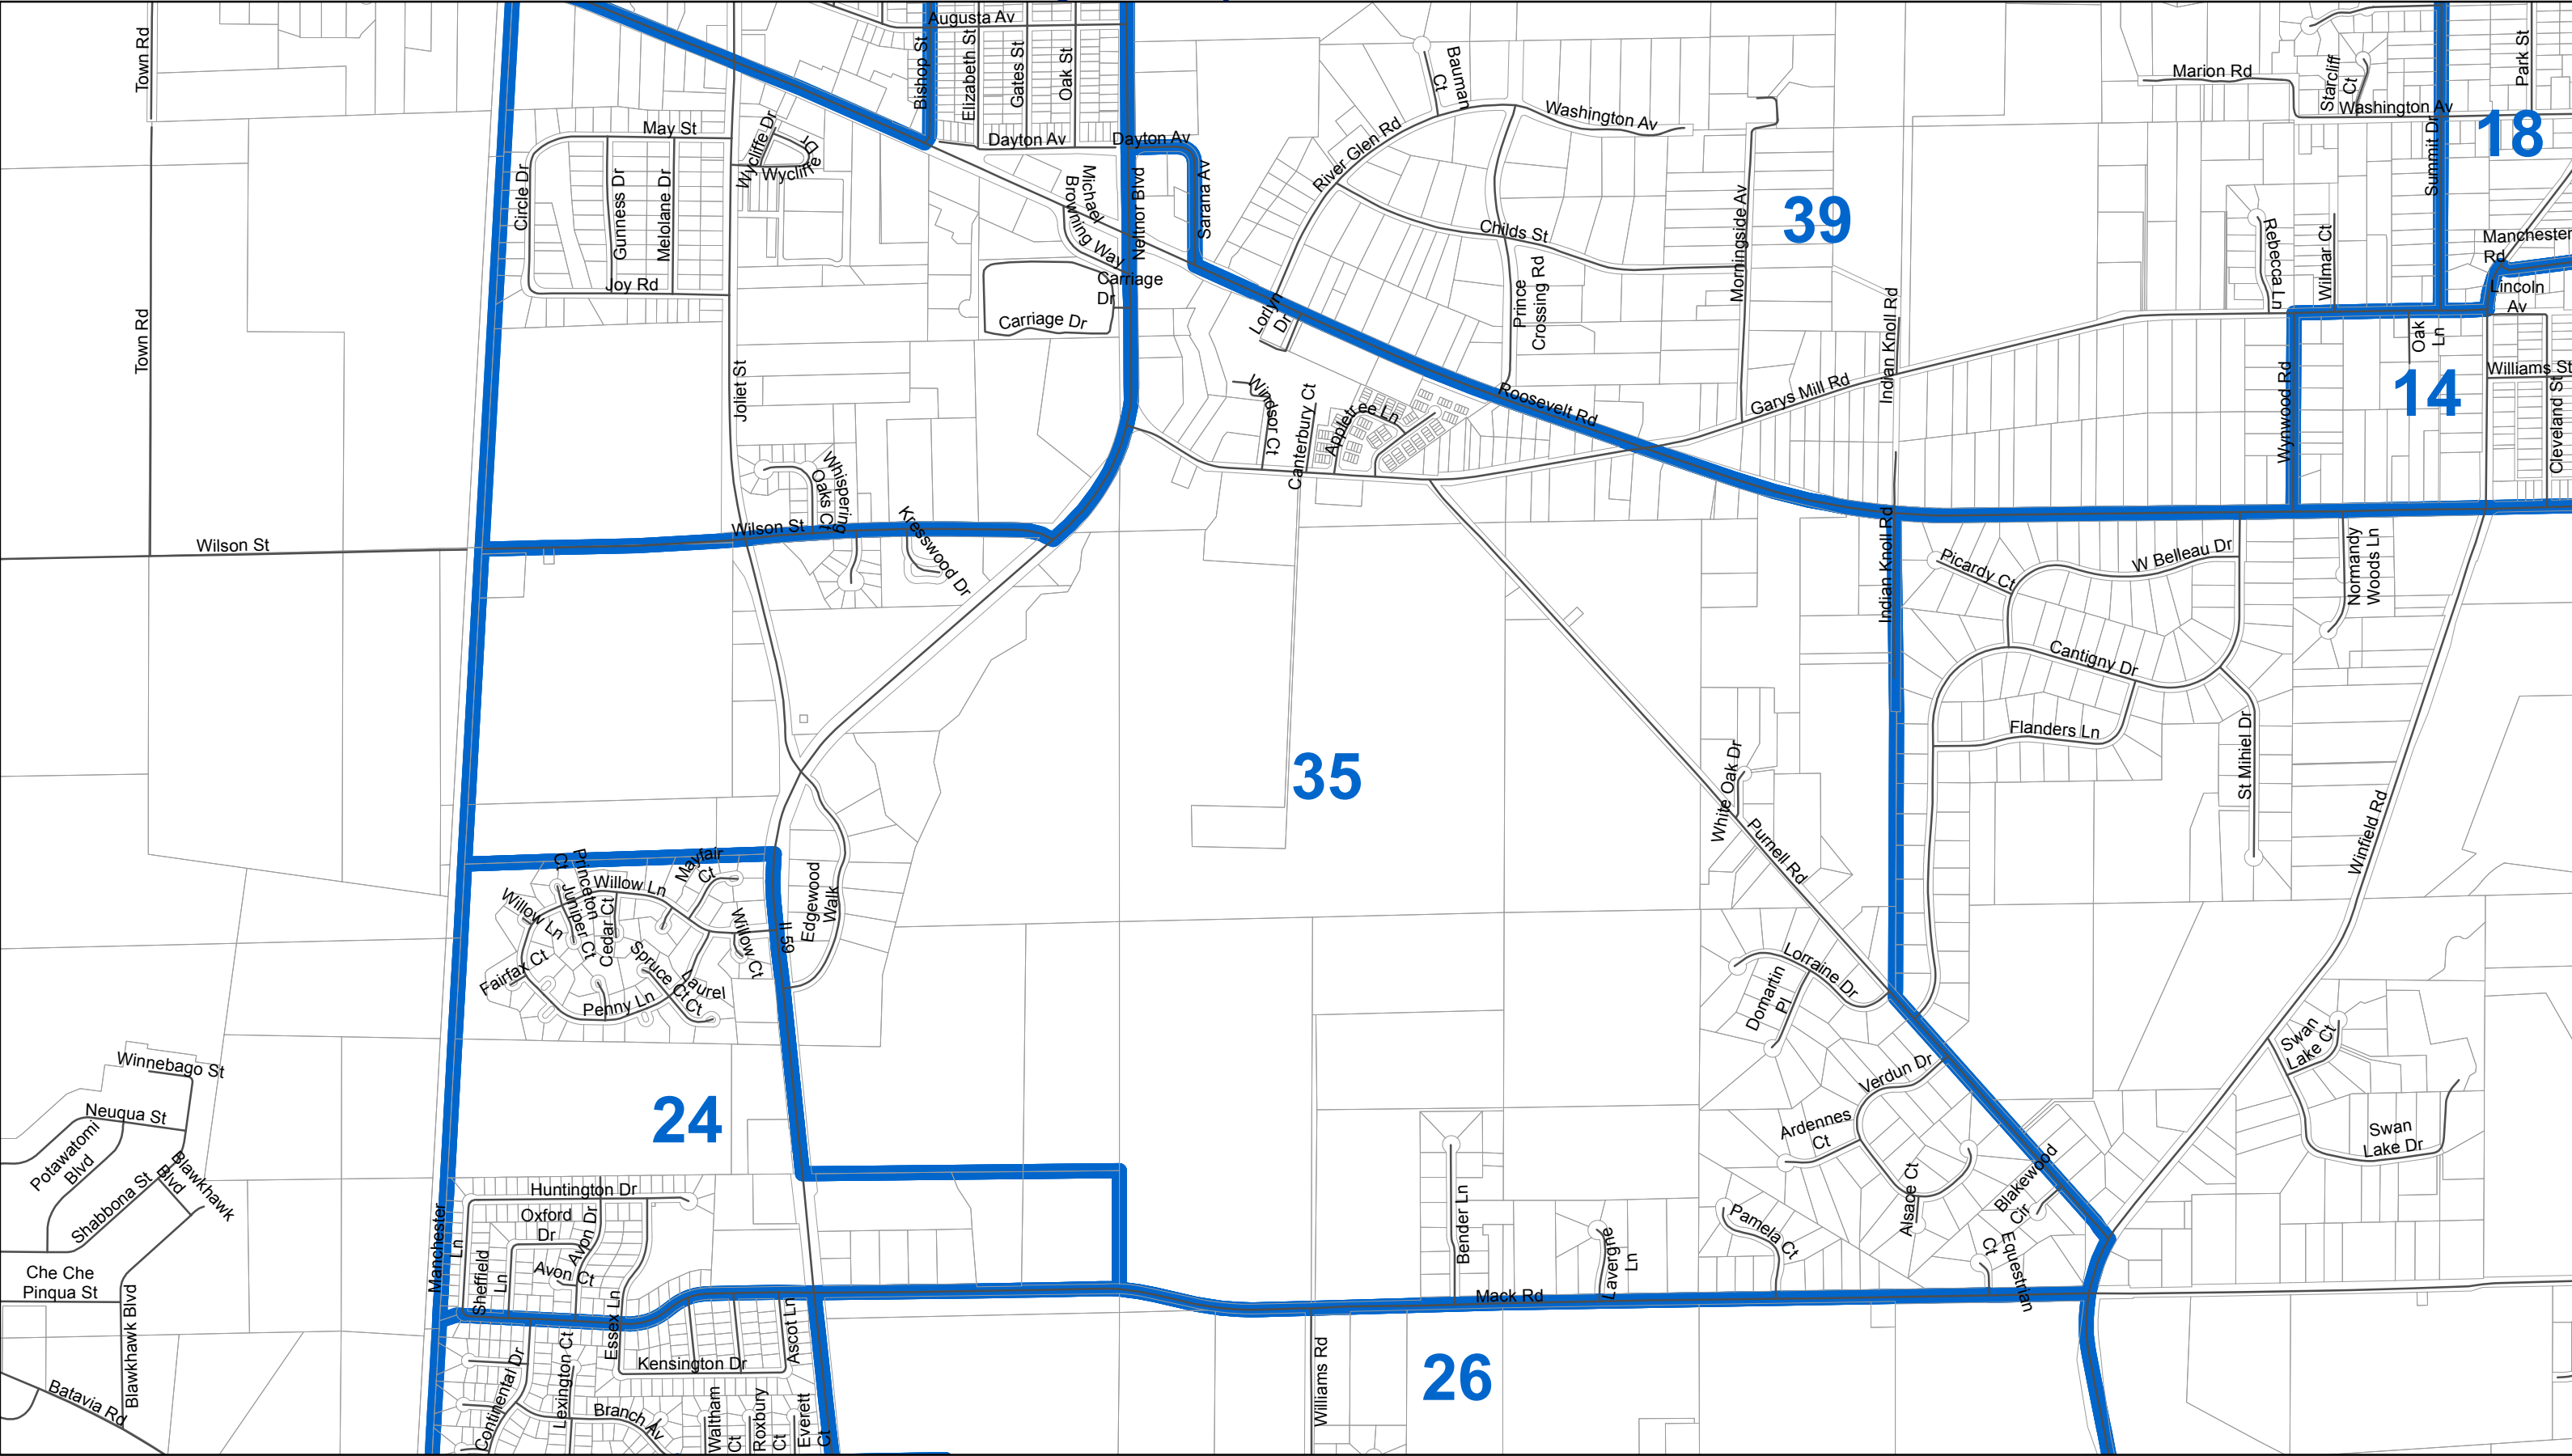 Augusta Av
Town Rd
Bishop St
Elizabeth St
Gates St
Oak St
Bauman
Ct
Washington Av
Marion Rd
Starcliff
Ct
Park St
Washington Av
18
Summit Dr
May St
Wycliffe Dr
Wycliffe
Dr
Dayton Av
Dayton Av
River Glen Rd
Circle Dr
Gunness Dr
Melolane Dr
Michael
Browning Way
Neltnor Blvd
Sarama Av
Childs St
Morningside Av
39
Rebecca Ln
Wilmar Ct
Manchester
Rd
Joy Rd
Carriage
Dr
Carriage Dr
Lorlyn
Dr
Prince
Crossing Rd
Indian Knoll Rd
Lincoln
Av
Oak
Ln
Town Rd
Joliet St
Windsor Ct
Canterbury Ct
Appletree Ln
Roosevelt Rd
Garys Mill Rd
Wynwood Rd
14
Williams St
Cleveland St
Whispering
Oaks Ct
Wilson St
Wilson St
Kresswood Dr
Indian Knoll Rd
Picardy Ct
W Belleau Dr
Normandy
Woods Ln
Cantigny Dr
Flanders Ln
St Mihiel Dr
35
White Oak Dr
Purnell Rd
Winfield Rd
Princeton
Ct
Mayfair
Ct
Willow Ln
Willow Ln
Juniper Ct
Cedar Ct
Willow Ct
Il 59
Edgewood
Walk
Fairfax Ct
Spruce Ct
Laurel
Ct
Penny Ln
Lorraine Dr
Domartin
Pl
Swan
Lake Ct
Winnebago St
Neuqua St
Potawatomi
Blvd
Shabbona St
Blawkhawk
Blvd
24
Verdun Dr
Ardennes
Ct
Swan
Lake Dr
Huntington Dr
Oxford
Dr
Avon Dr
Avon Ct
Manchester
Ln
Sheffield
Ln
Essex Ln
Bender Ln
Lavergne
Ln
Pamela Ct
Alsace Ct
Blakewood
Cir
Equestrian
Ct
Che Che
Pinqua St
Blawkhawk Blvd
Mack Rd
Ascot Ln
Kensington Dr
Williams Rd
26
Batavia Rd
Continental Dr
Lexington Ct
Branch Av
Waltham
Ct
Roxbury
Ct
Everett
Ct